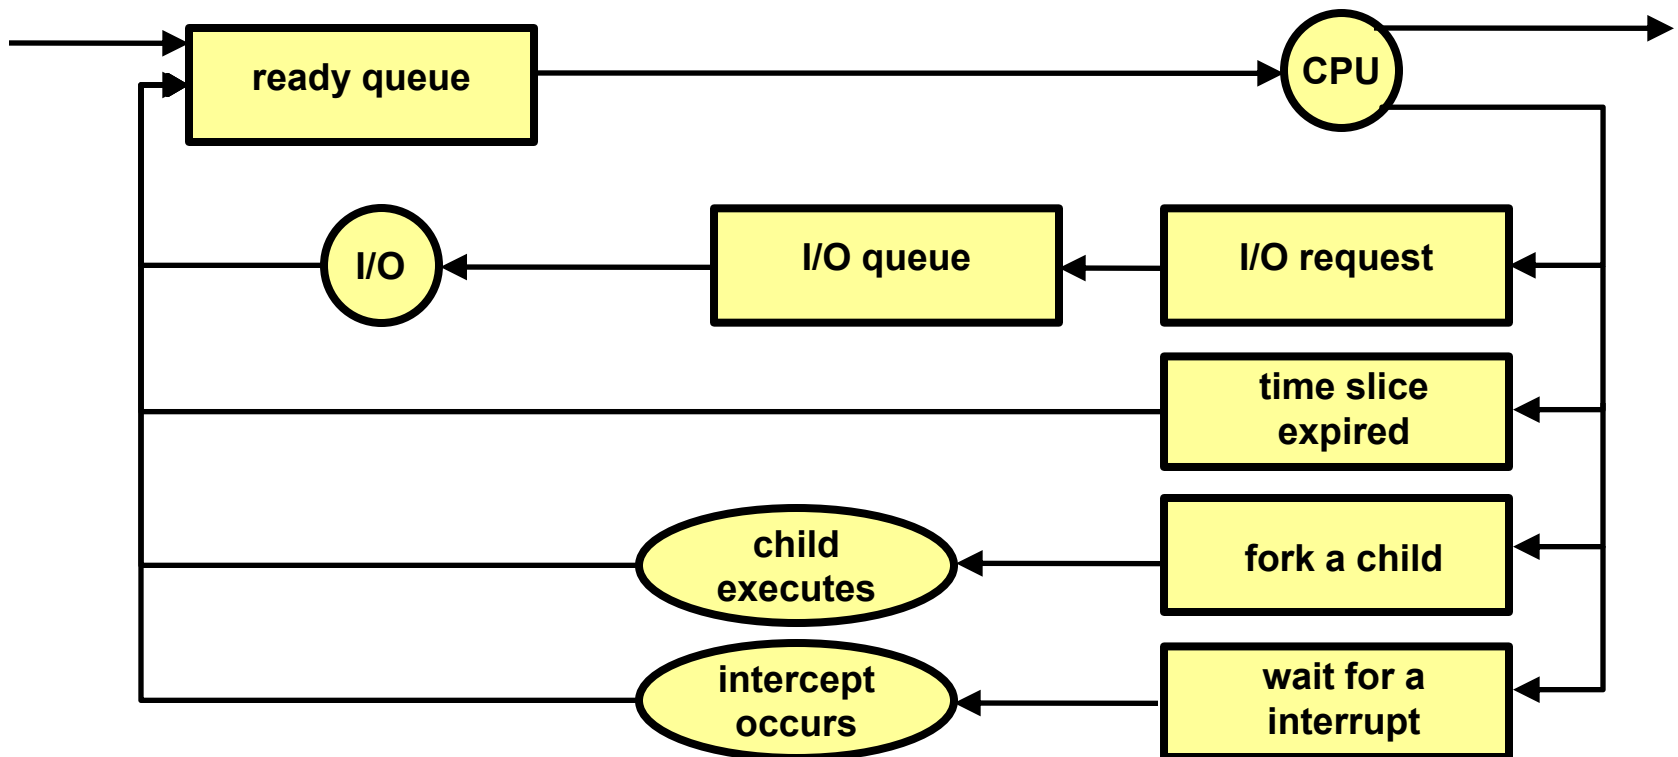 ready queue
CPU
I/O
I/O queue
I/O request
time slice
expired
child
executes
fork a child
intercept
occurs
wait for a
interrupt